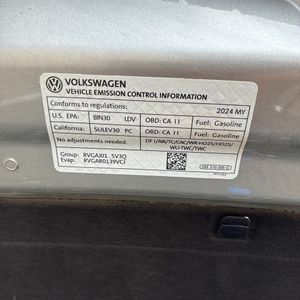 VOLKSWAGEN
VEHICLE EMISSION CONTROL INFORMATION
Conforms to regulations: 2024 MY
U.S. EPA: BIN30 LDV OBD: CA II Fuel: Gasoline
California: SULEV30 PC OBD: CA II Fuel: Gasoline
No adjustments needed. DFI/AIR/TC/CAC/WR-HO2S/HO2S/
WU-TWC/TWC
Group: RVGAJ01.5V3Q
Evap: RVGAR0139VCJ